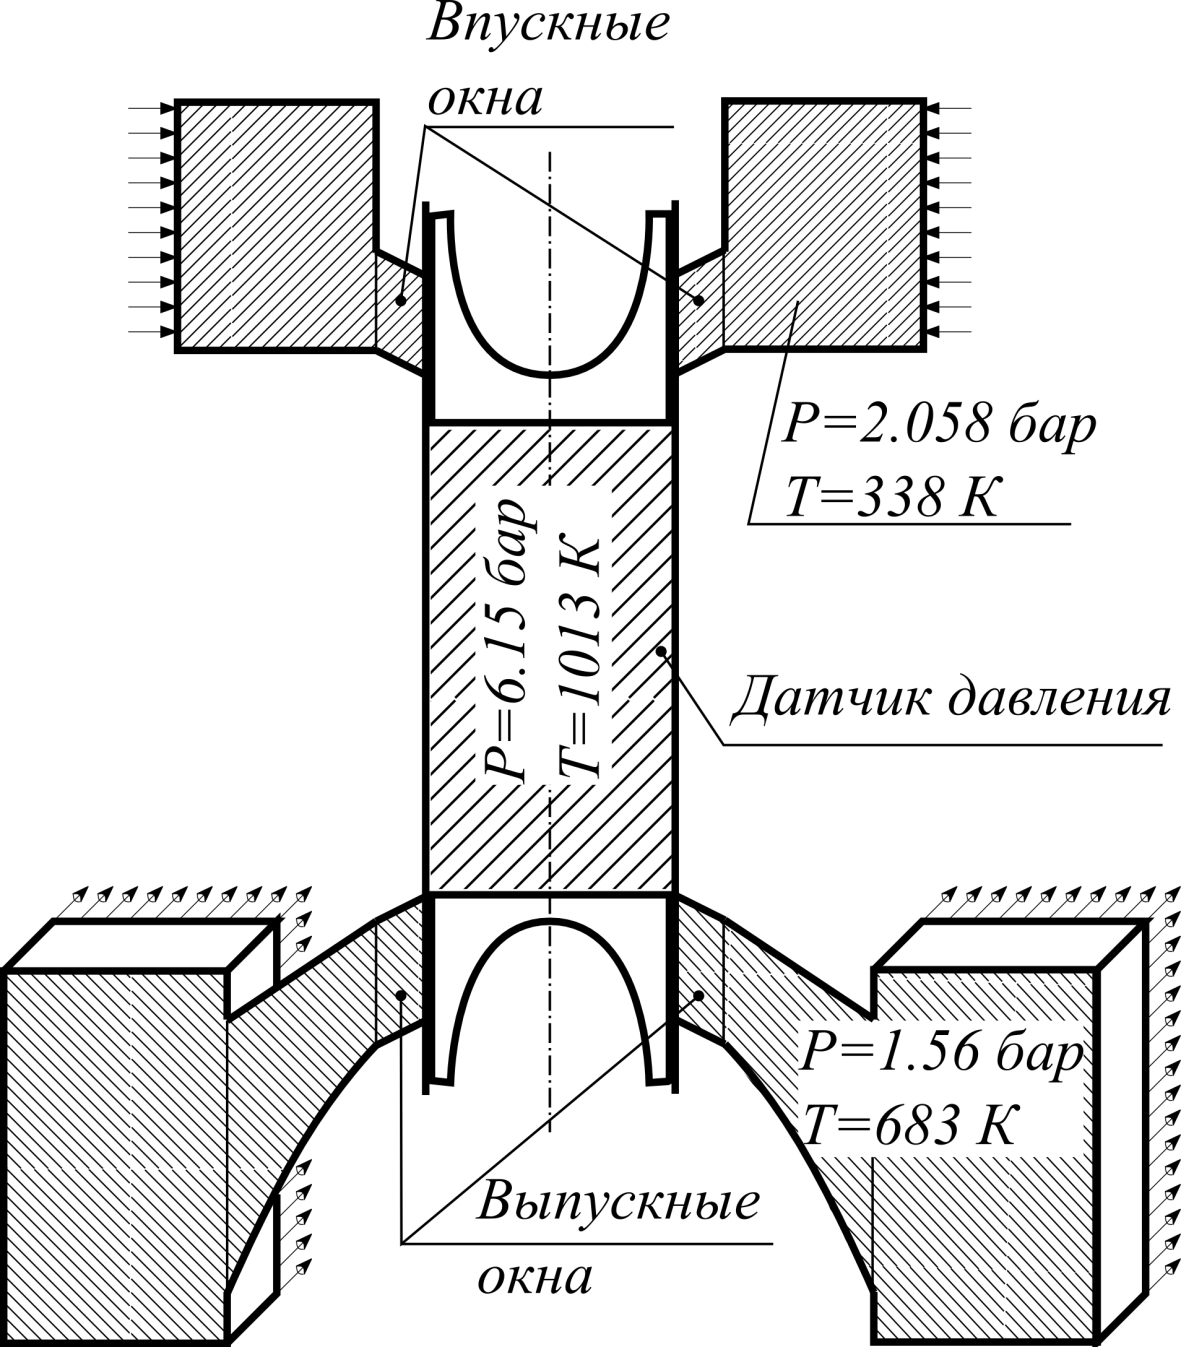 Впускные
окна
P=2.058 бар
T=338 К
P=6.15 бар
T=1013 К
Датчик давления
P=1.56 бар
T=683 К
Выпускные
окна